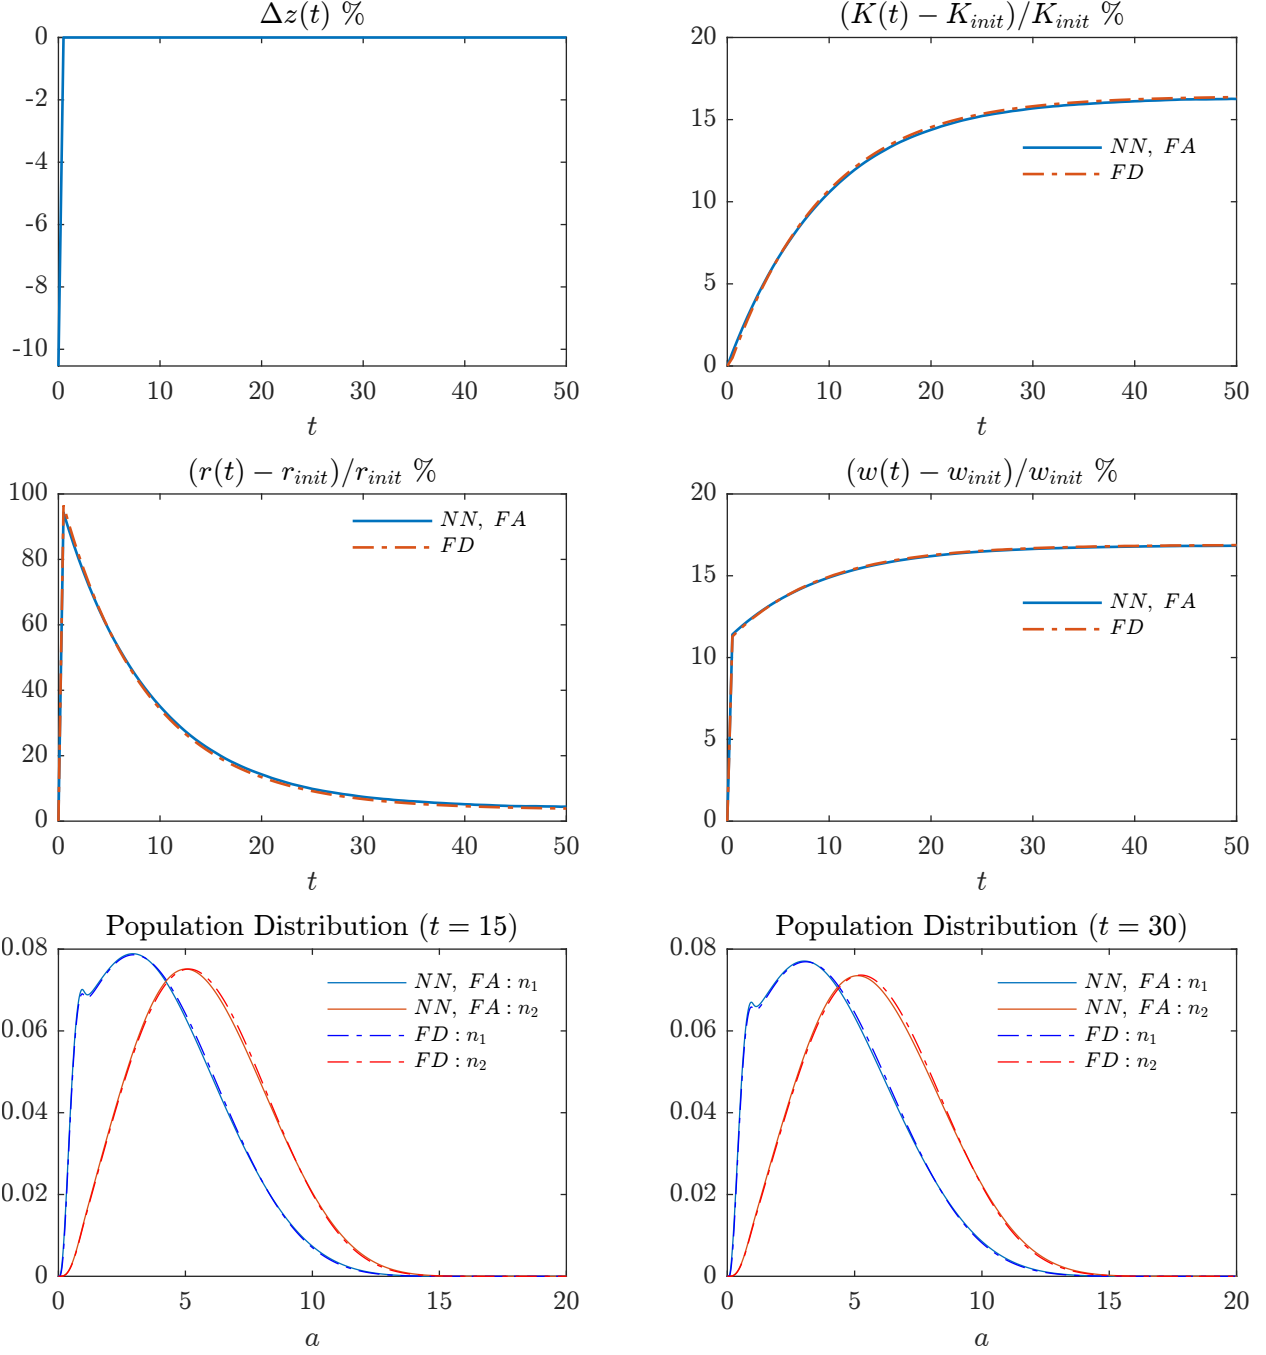 Δz(t) %
0
-2
-4
-6
-8
-10
0 10 20 30 40 50
t
(K(t) − K_init)/K_init %
20
15
10
5
0
NN, FA
FD
0 10 20 30 40 50
t
(r(t) − r_init)/r_init %
100
80
60
40
20
0
NN, FA
FD
0 10 20 30 40 50
t
(w(t) − w_init)/w_init %
20
15
10
5
0
NN, FA
FD
0 10 20 30 40 50
t
Population Distribution (t = 15)
0.08
0.06
0.04
0.02
0
NN, FA : n₁
NN, FA : n₂
FD : n₁
FD : n₂
0 5 10 15 20
a
Population Distribution (t = 30)
0.08
0.06
0.04
0.02
0
NN, FA : n₁
NN, FA : n₂
FD : n₁
FD : n₂
0 5 10 15 20
a